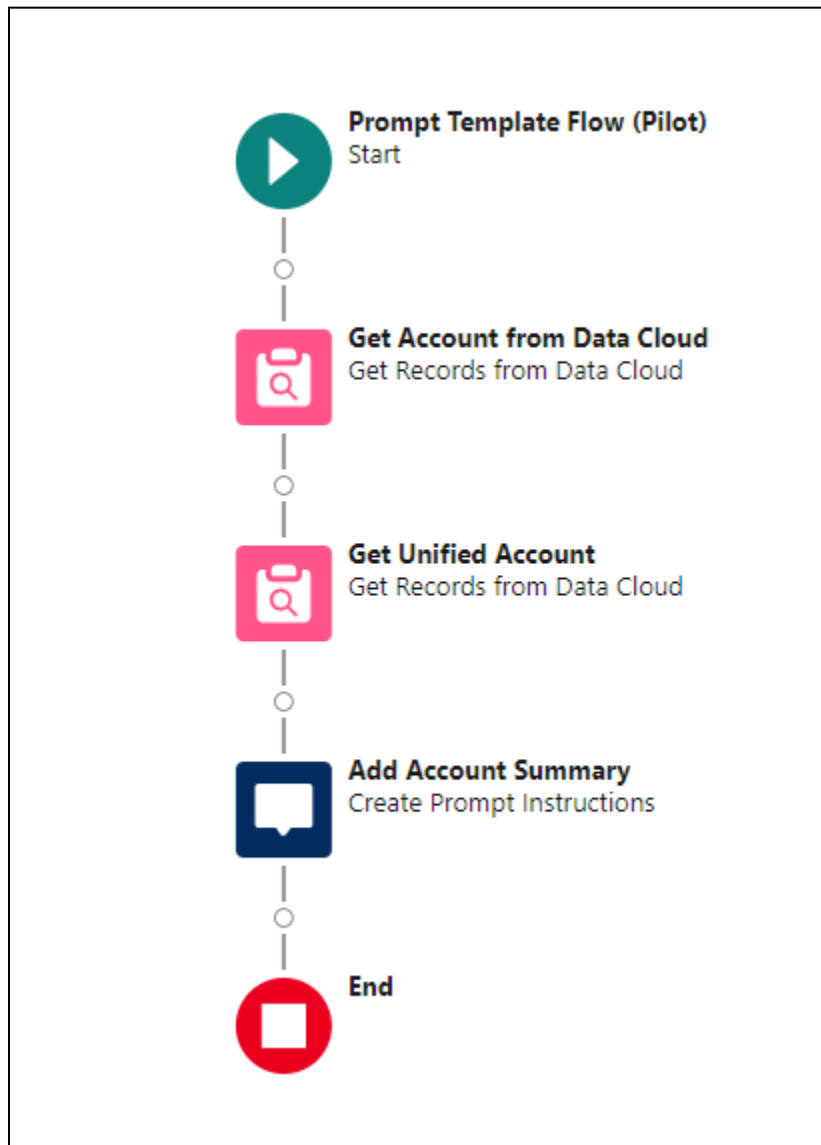 Prompt Template Flow (Pilot)
Start
Get Account from Data Cloud
Get Records from Data Cloud
Get Unified Account
Get Records from Data Cloud
Add Account Summary
Create Prompt Instructions
End